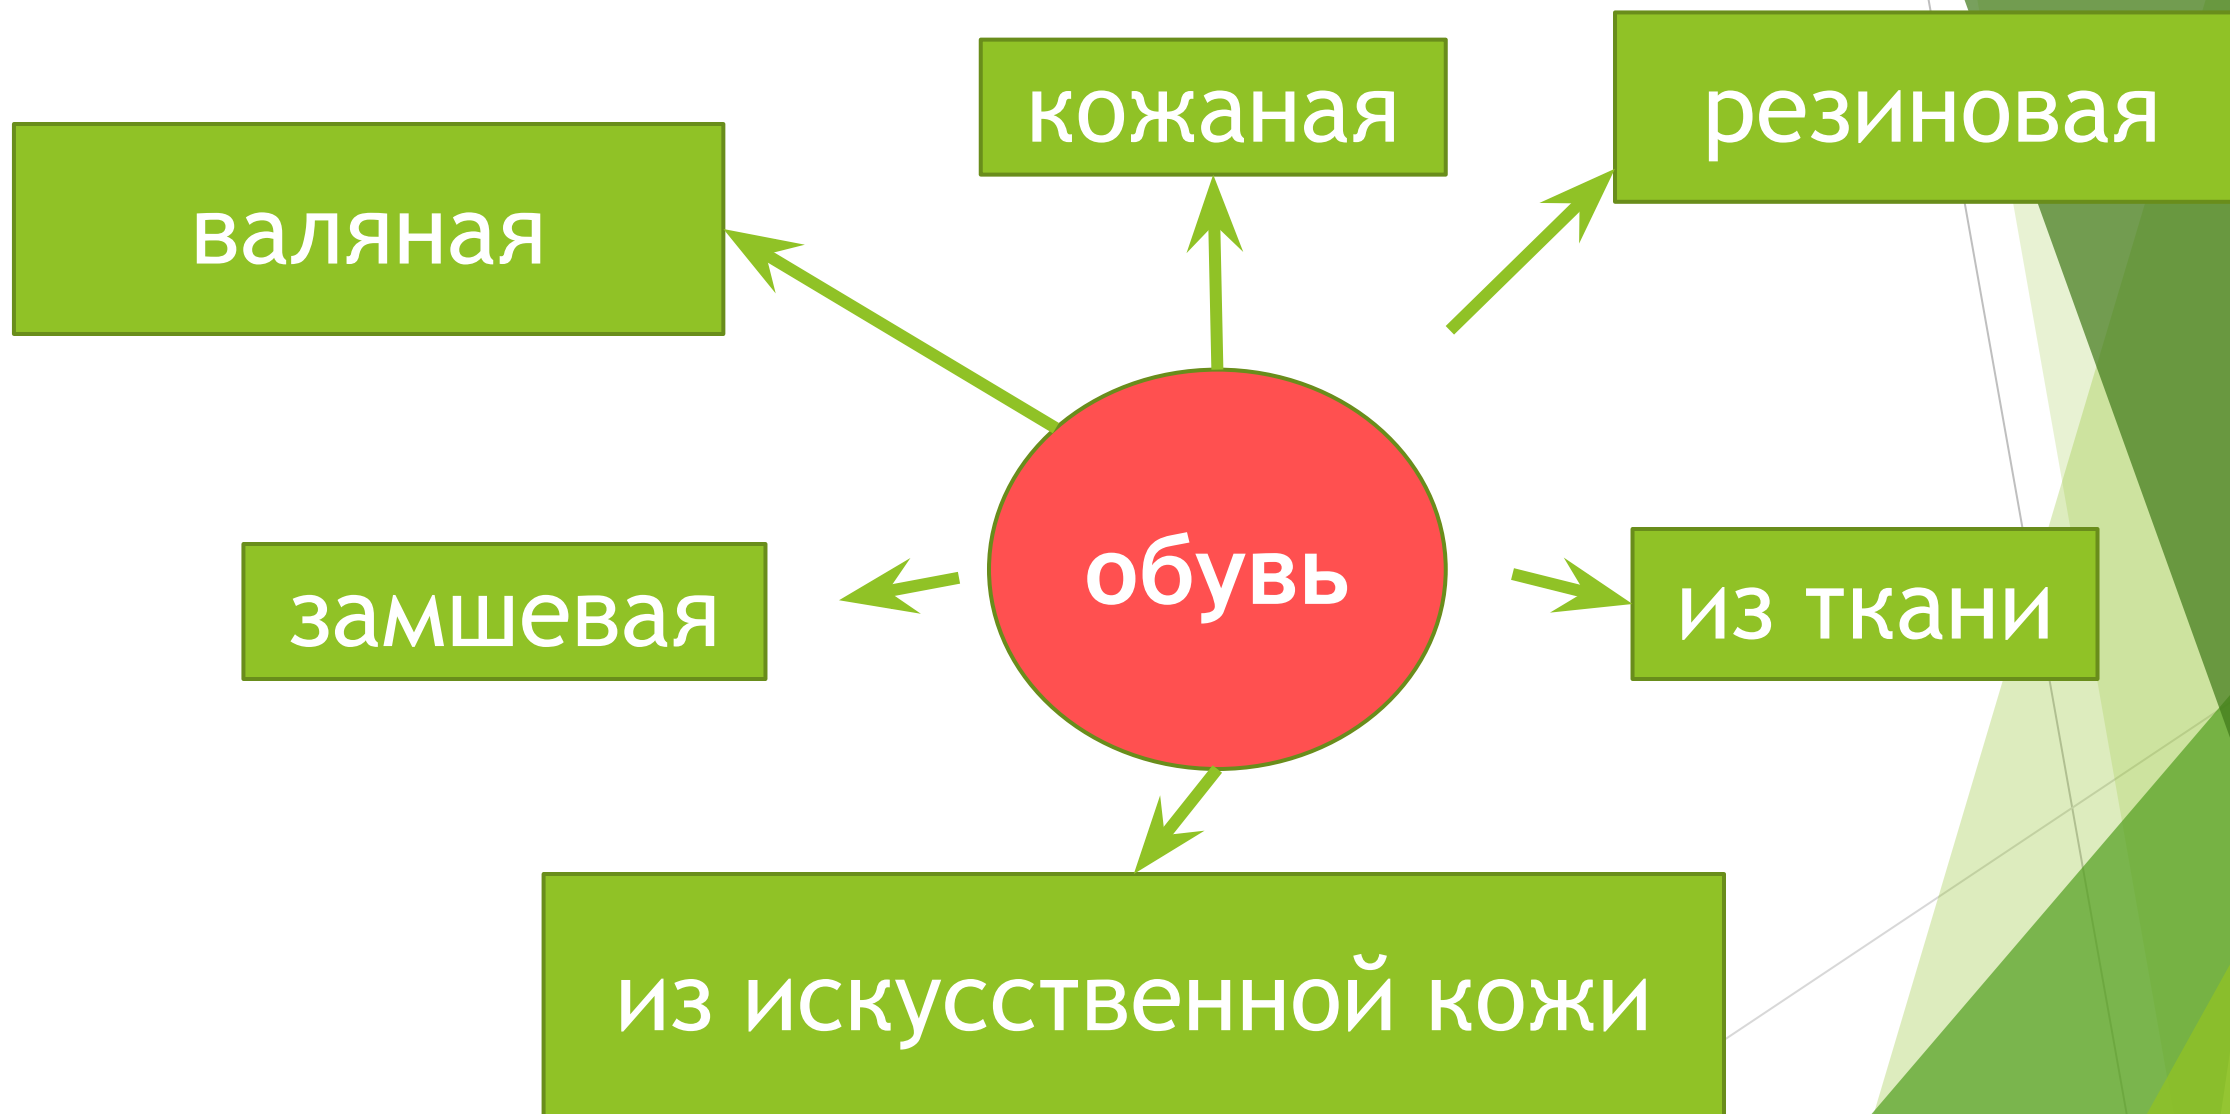 кожаная
резиновая
валяная
обувь
замшевая
из ткани
из искусственной кожи